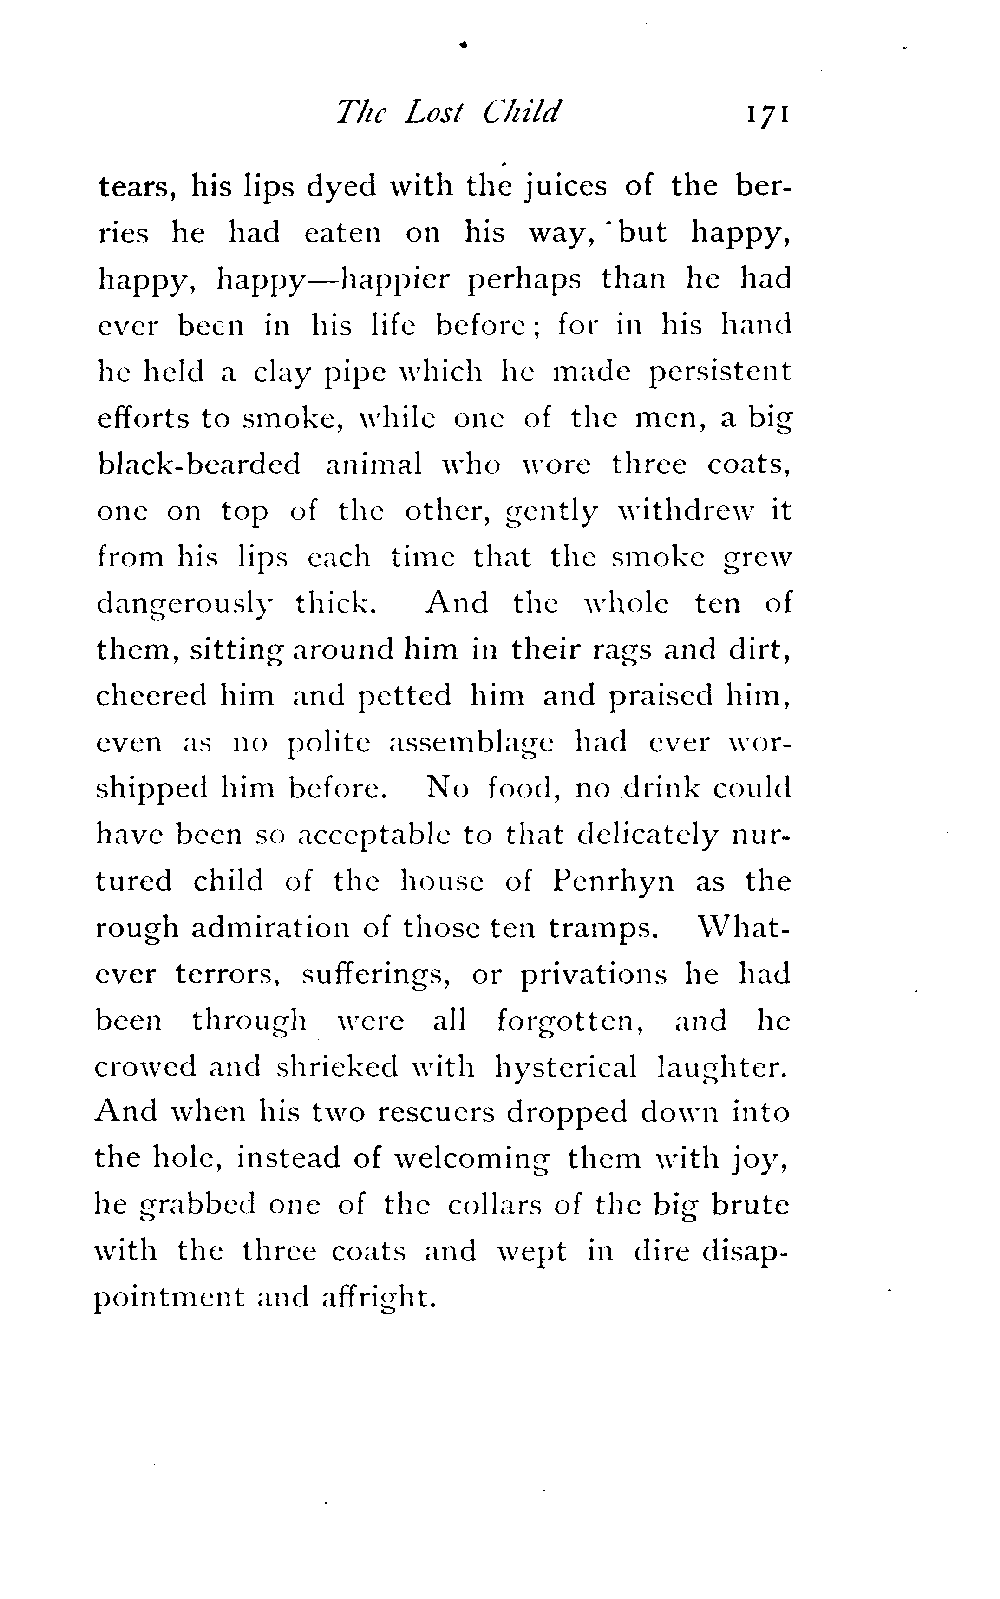 The Lost Child 171
tears, his lips dyed with the juices of the ber-
ries he had eaten on his way, but happy,
happy, happy—happier perhaps than he had
ever been in his life before; for in his hand
he held a clay pipe which he made persistent
efforts to smoke, while one of the men, a big
black-bearded animal who wore three coats,
one on top of the other, gently withdrew it
from his lips each time that the smoke grew
dangerously thick. And the whole ten of
them, sitting around him in their rags and dirt,
cheered him and petted him and praised him,
even as no polite assemblage had ever wor-
shipped him before. No food, no drink could
have been so acceptable to that delicately nur-
tured child of the house of Penrhyn as the
rough admiration of those ten tramps. What-
ever terrors, sufferings, or privations he had
been through were all forgotten, and he
crowed and shrieked with hysterical laughter.
And when his two rescuers dropped down into
the hole, instead of welcoming them with joy,
he grabbed one of the collars of the big brute
with the three coats and wept in dire disap-
pointment and affright.